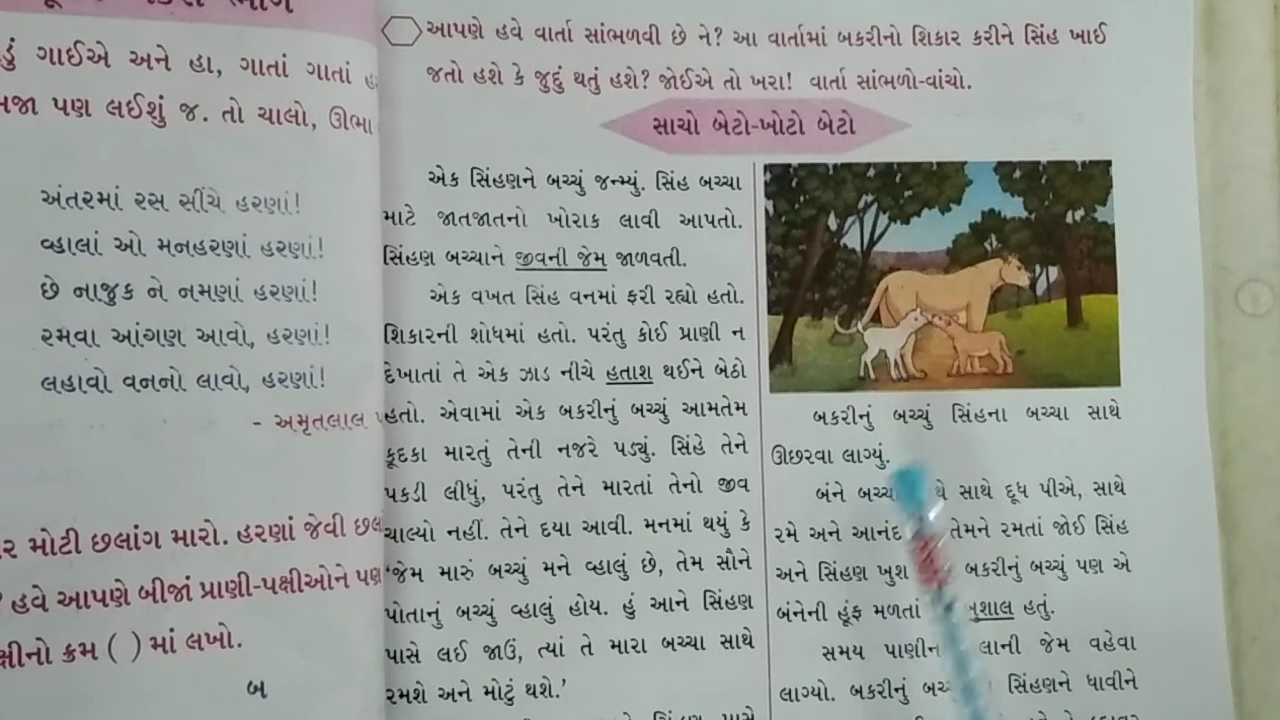 ગાઈએ અને હા, ગાતાં ગાતાં
પણ લઈશું જ. તો ચાલો, ઊભા
અંતરમાં રસ સીંચે હરણાં!
વ્હાલાં ઓ મનહરણાં હરણાં!
છે નાજુક ને નમણાં હરણાં!
રમવા આંગણ આવો, હરણાં!
લહાવો વનનો લાવો, હરણાં!
- અમૃતલાલ
મોટી છલાંગ મારો. હરણાં જેવી
હવે આપણે બીજાં પ્રાણી-પક્ષીઓને પણ
ક્રમ ( ) માં લખો.
બ
આપણે હવે વાર્તા સાંભળવી છે ને? આ વાર્તામાં બકરીનો શિકાર કરીને સિંહ ખાઈ
જતો હશે કે જુદું થતું હશે? જોઈએ તો ખરા! વાર્તા સાંભળો-વાંચો.
સાચો બેટો-ખોટો બેટો
એક સિંહણને બચ્ચું જન્મ્યું. સિંહ બચ્ચા
માટે જાતજાતનો ખોરાક લાવી આપતો.
સિંહણ બચ્ચાને જીવની જેમ જાળવતી.
એક વખત સિંહ વનમાં ફરી રહ્યો હતો.
શિકારની શોધમાં હતો. પરંતુ કોઈ પ્રાણી ન
દેખાતાં તે એક ઝાડ નીચે હતાશ થઈને બેઠો
હતો. એવામાં એક બકરીનું બચ્ચું આમતેમ
કૂદકા મારતું તેની નજરે પડ્યું. સિંહે તેને
પકડી લીધું, પરંતુ તેને મારતાં તેનો જીવ
ચાલ્યો નહીં. તેને દયા આવી. મનમાં થયું કે
‘જેમ મારું બચ્ચું મને વ્હાલું છે, તેમ સૌને
પોતાનું બચ્ચું વ્હાલું હોય. હું આને સિંહણ
પાસે લઈ જાઉં, ત્યાં તે મારા બચ્ચા સાથે
રમશે અને મોટું થશે.’
બકરીનું બચ્ચું સિંહના બચ્ચા સાથે
ઊછરવા લાગ્યું.
બંને સાથે દૂધ પીએ, સાથે
રમે અને તેમને રમતાં જોઈ સિંહ
અને સિંહણ ખુશ બકરીનું બચ્ચું પણ એ
બંનેની હૂંફ મળતાં હતું.
સમય જેમ વહેવા
લાગ્યો. બકરીનું સિંહણને ધાવીને